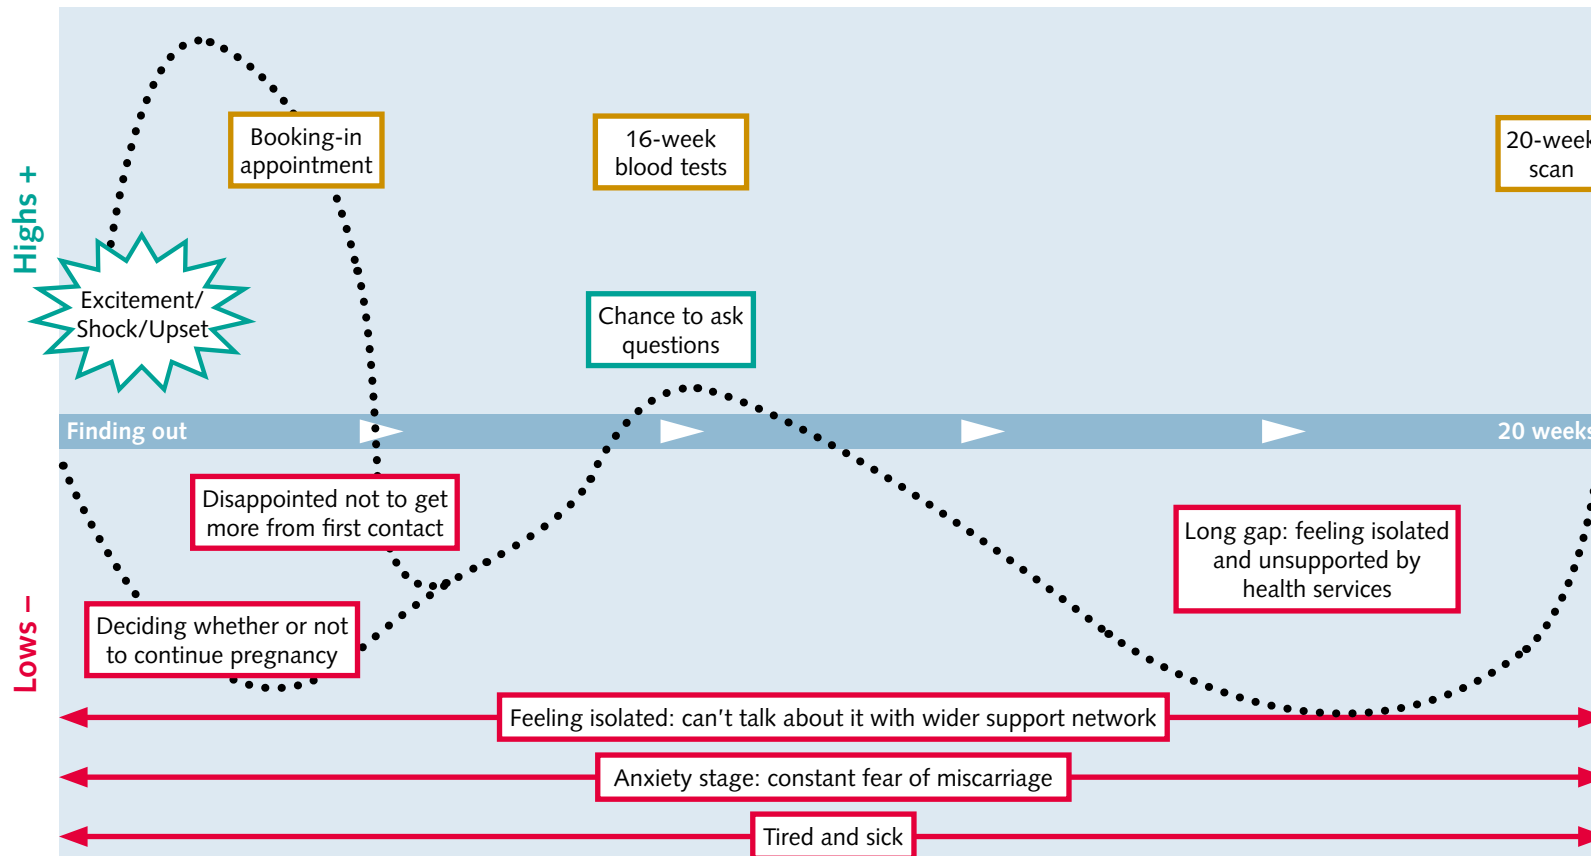 Highs +
Lows –
Booking-in
appointment
16-week
blood tests
20-week
scan
Excitement/
Shock/Upset
Chance to ask
questions
Finding out
20 weeks
Disappointed not to get
more from first contact
Long gap: feeling isolated
and unsupported by
health services
Deciding whether or not
to continue pregnancy
Feeling isolated: can’t talk about it with wider support network
Anxiety stage: constant fear of miscarriage
Tired and sick